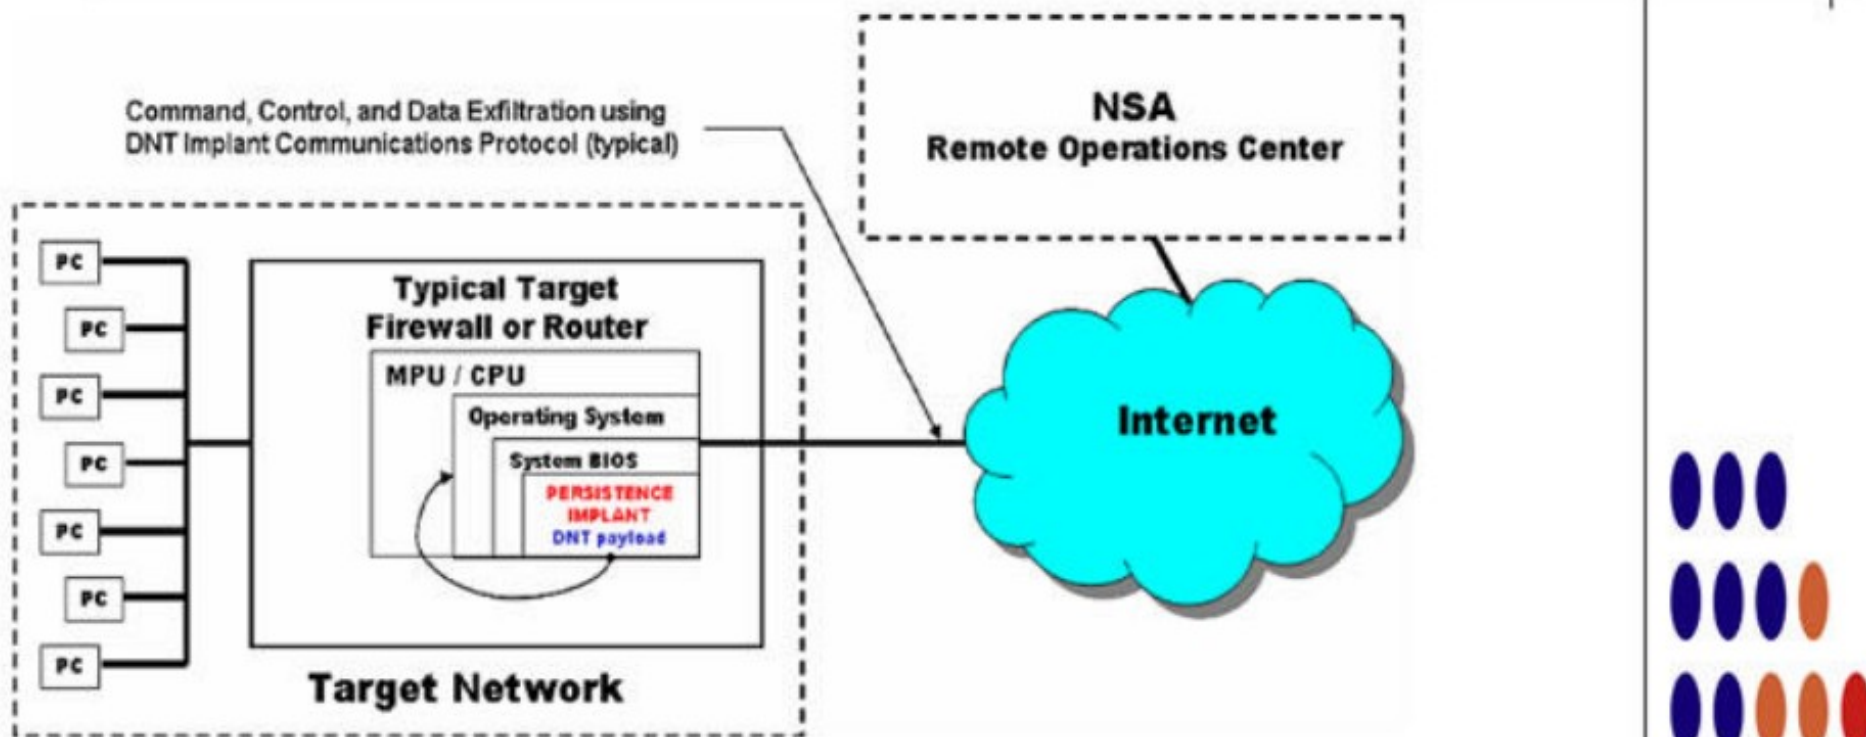 Command, Control, and Data Exfiltration using
DNT Implant Communications Protocol (typical)
NSA
Remote Operations Center
PC
PC
PC
PC
PC
PC
PC
Typical Target
Firewall or Router
MPU / CPU
Operating System
System BIOS
PERSISTENCE
IMPLANT
DNT payload
Internet
Target Network